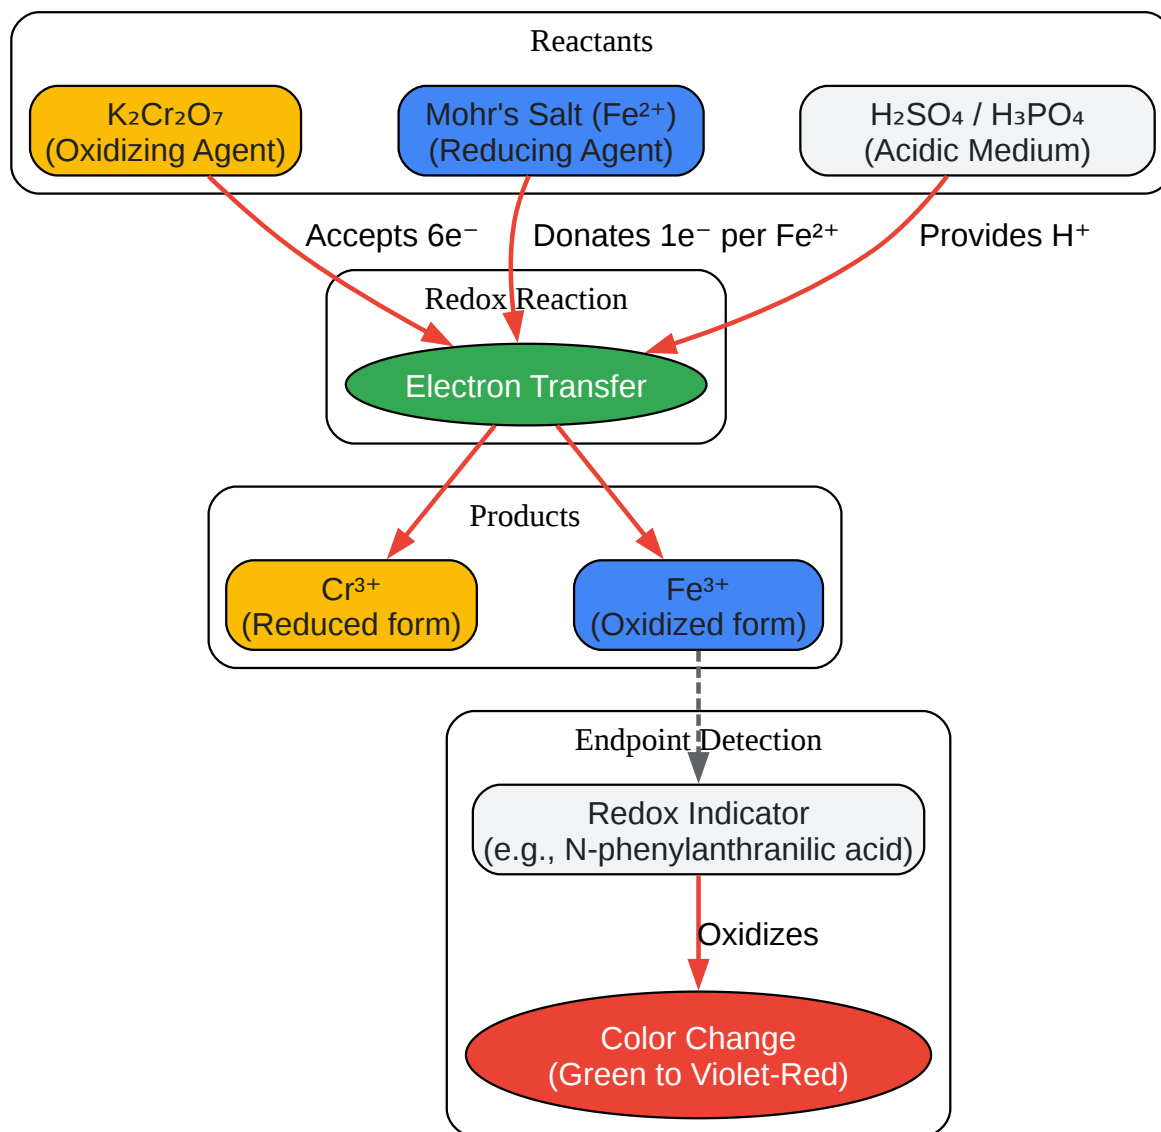 Reactants
K₂Cr₂O₇
(Oxidizing Agent)
Mohr's Salt (Fe²⁺)
(Reducing Agent)
H₂SO₄ / H₃PO₄
(Acidic Medium)
Accepts 6e⁻
Donates 1e⁻ per Fe²⁺
Provides H⁺
Redox Reaction
Electron Transfer
Products
Cr³⁺
(Reduced form)
Fe³⁺
(Oxidized form)
Endpoint Detection
Redox Indicator
(e.g., N-phenylanthranilic acid)
Oxidizes
Color Change
(Green to Violet-Red)